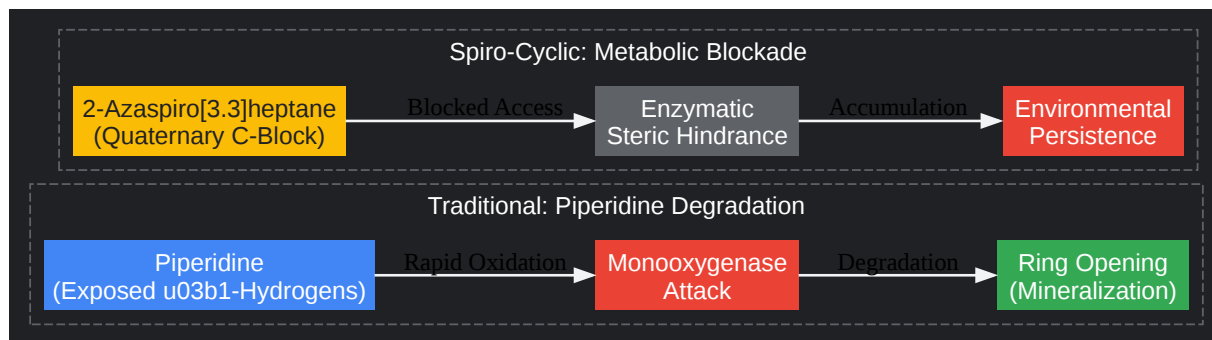 Spiro-Cyclic: Metabolic Blockade
2-Azaspiro[3.3]heptane
(Quaternary C-Block)
Blocked Access
Enzymatic
Steric Hindrance
Accumulation
Environmental
Persistence
Traditional: Piperidine Degradation
Piperidine
(Exposed u03b1-Hydrogens)
Rapid Oxidation
Monooxygenase
Attack
Degradation
Ring Opening
(Mineralization)